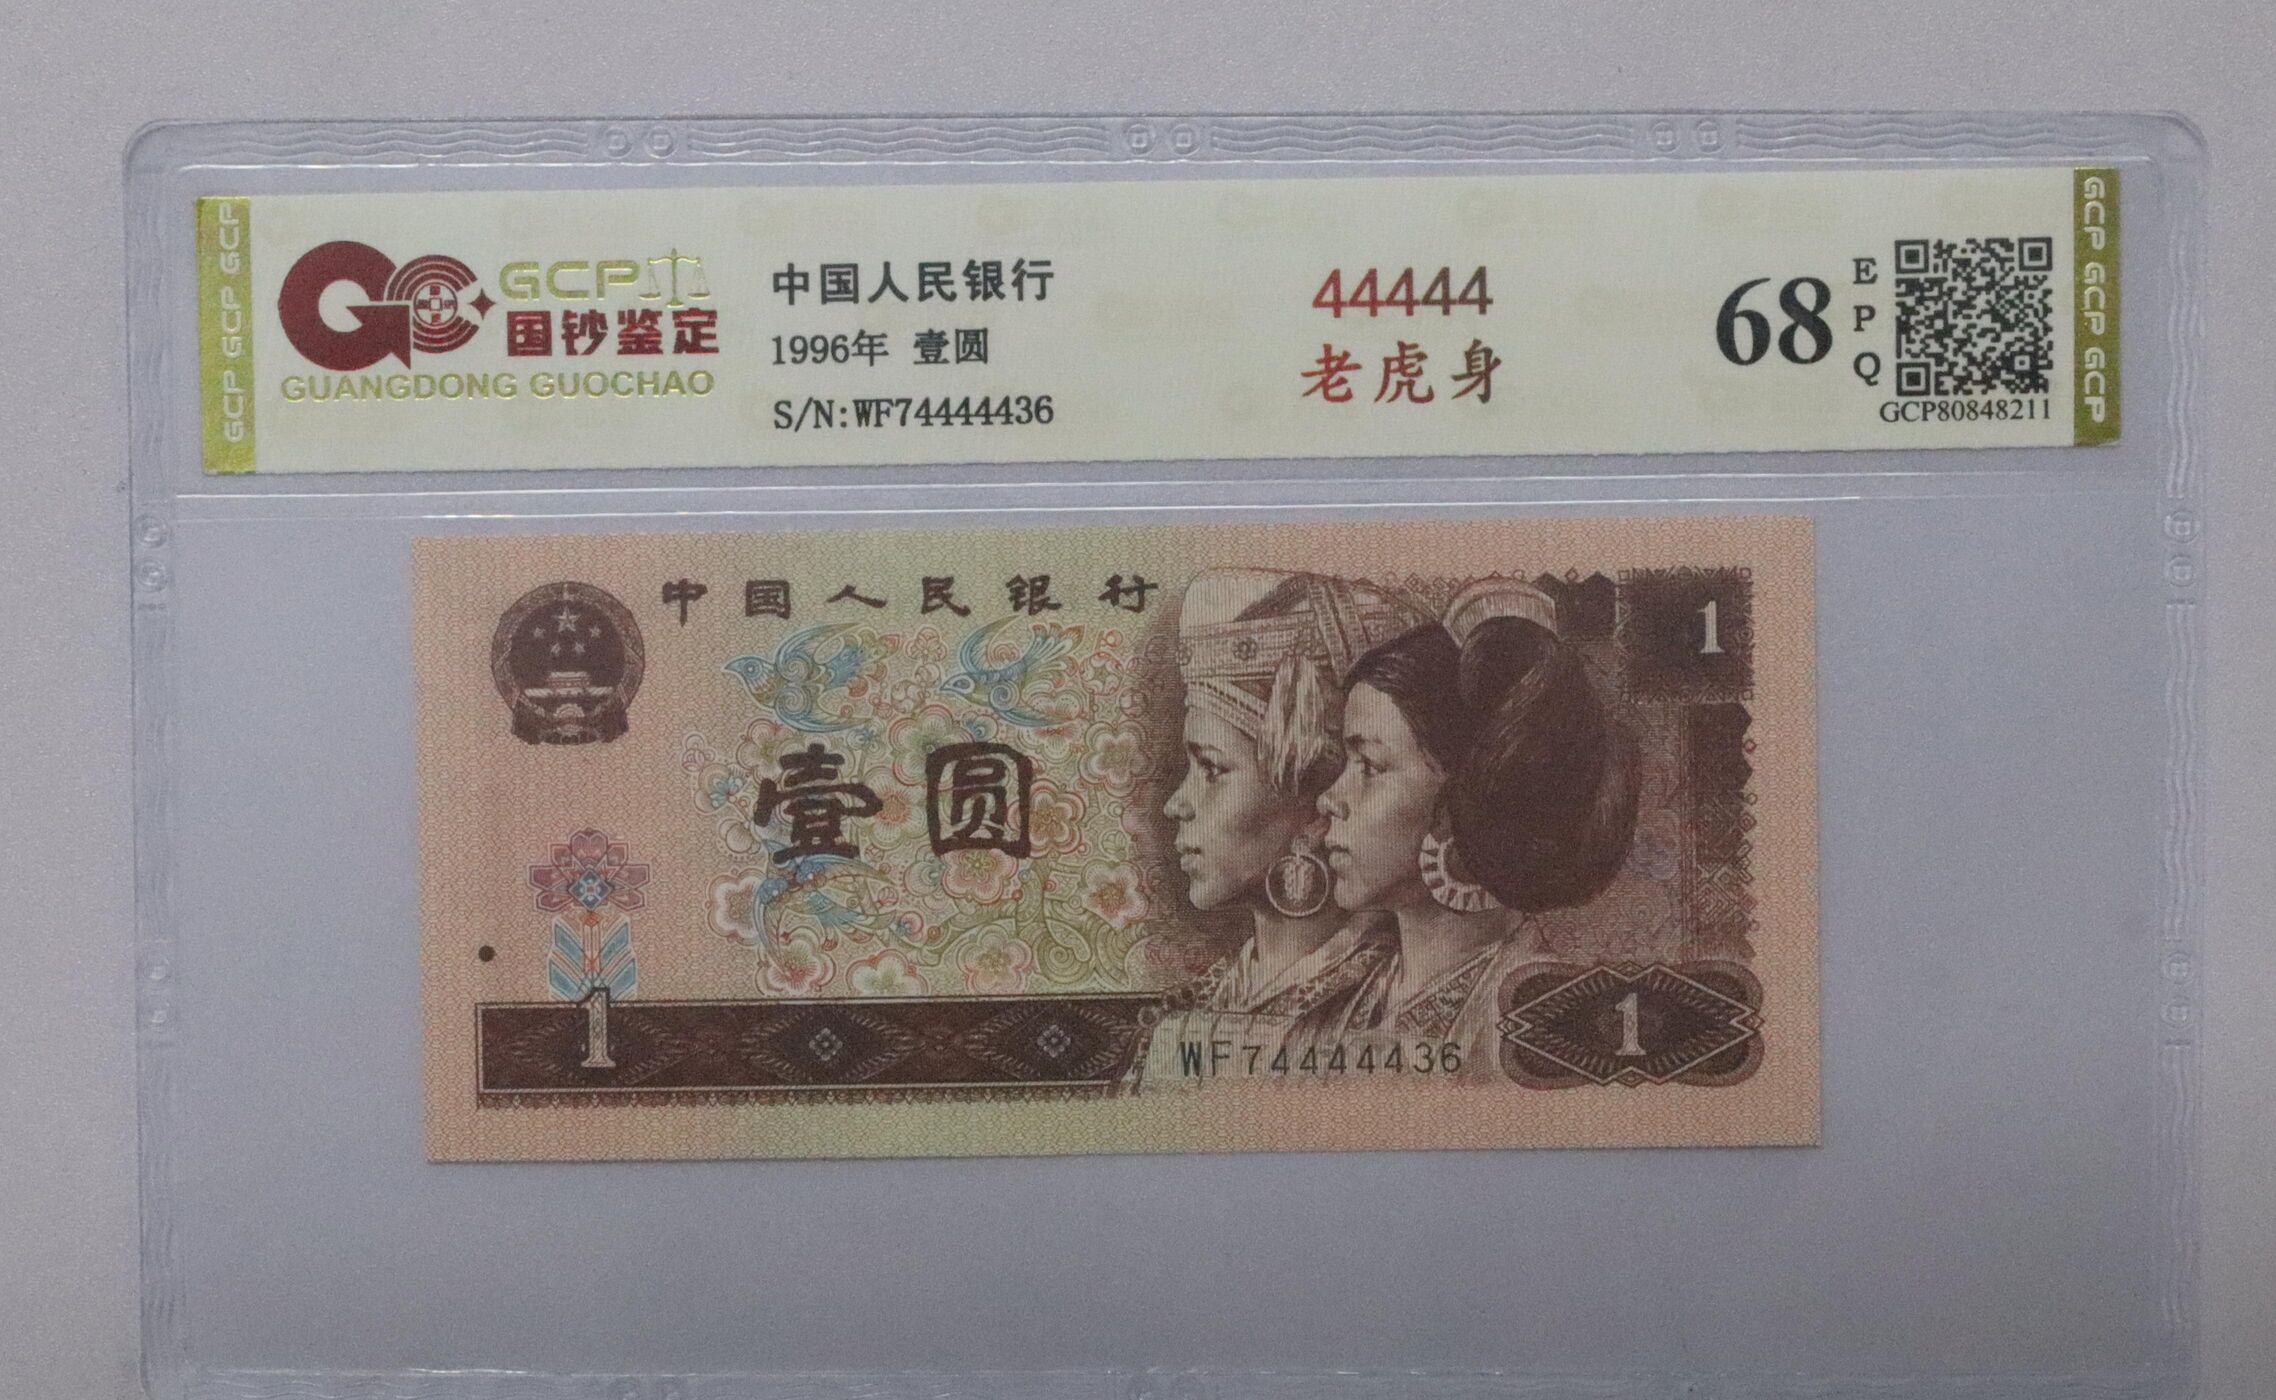 GCP GCP GCP
GCP
国钞鉴定
GUANGDONG GUOCHAO
中国人民银行
1996年 壹圆
S/N:WF74444436
44444
老虎身
68
EPQ
GCP80848211
GCP GCP GCP
中国人民银行
1
壹圆
1
1
WF74444436